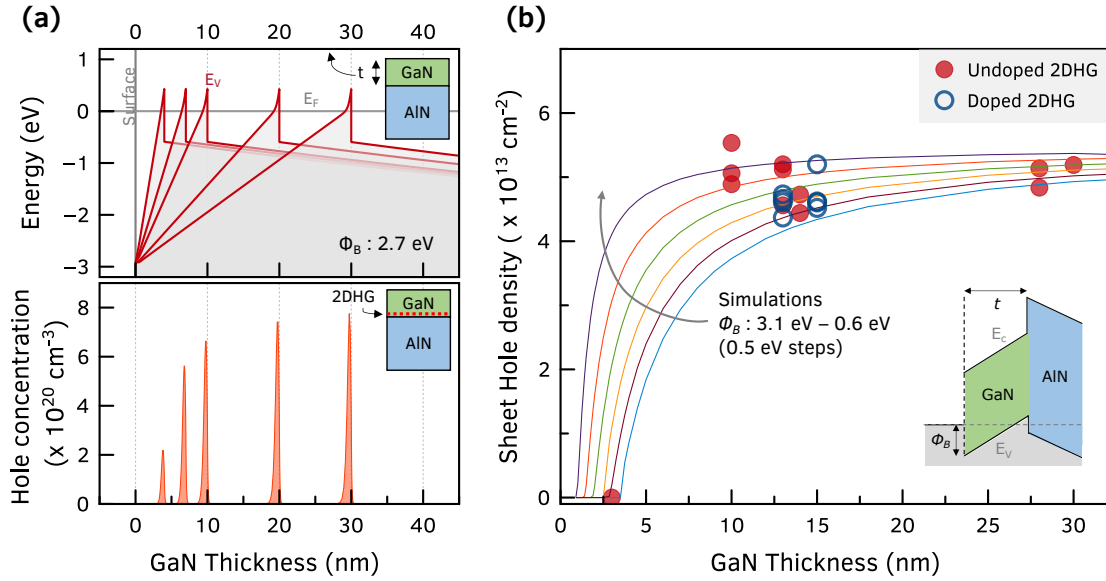 (a)
0 10 20 30 40
1
0
−1
−2
−3
Energy (eV)
Surface
E_V
E_F
t
GaN
AlN
Φ_B : 2.7 eV
8
6
4
2
0
Hole concentration
(x 10^20 cm^-3)
2DHG
GaN
AlN
0 10 20 30 40
GaN Thickness (nm)
(b)
6
4
2
0
Sheet Hole density ( x 10^13 cm^-2)
Undoped 2DHG
Doped 2DHG
Simulations
Φ_B : 3.1 eV – 0.6 eV
(0.5 eV steps)
t
E_c
GaN
AlN
Φ_B
E_V
0 5 10 15 20 25 30
GaN Thickness (nm)